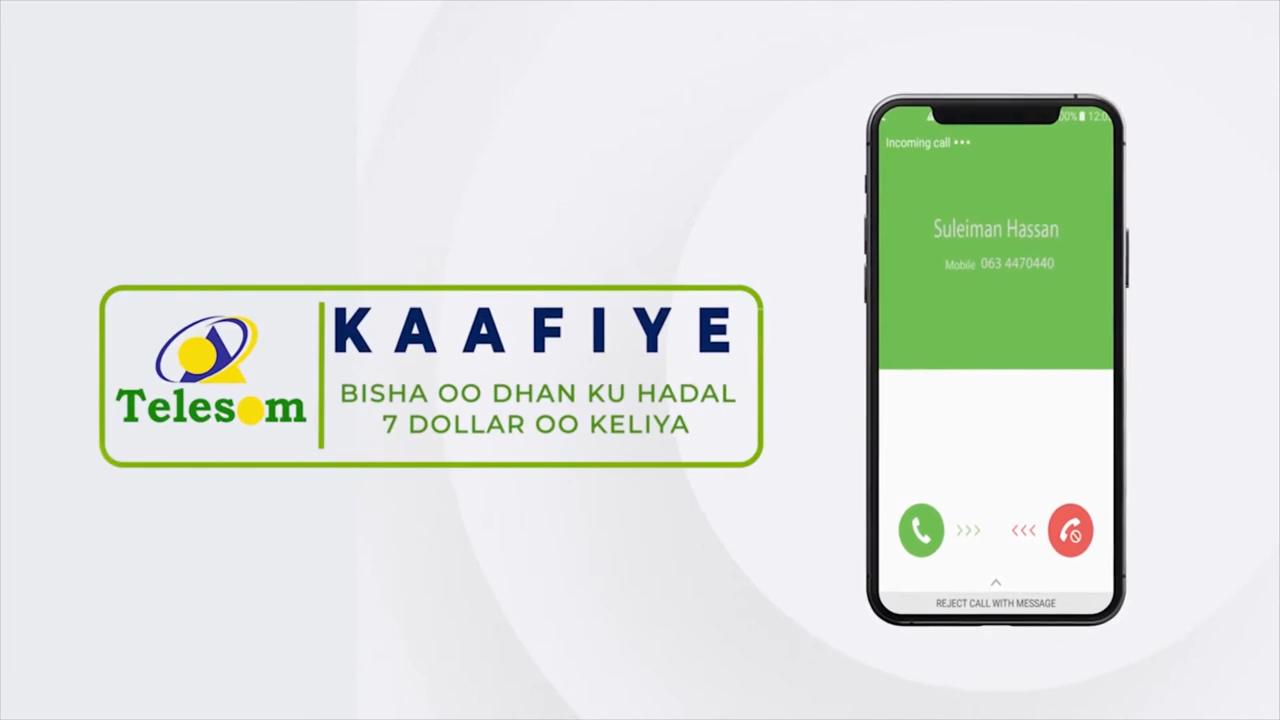 Telesom
KAAFIYE
BISHA OO DHAN KU HADAL
7 DOLLAR OO KELIYA
Incoming call •••
Suleiman Hassan
Mobile 063 4470440
REJECT CALL WITH MESSAGE